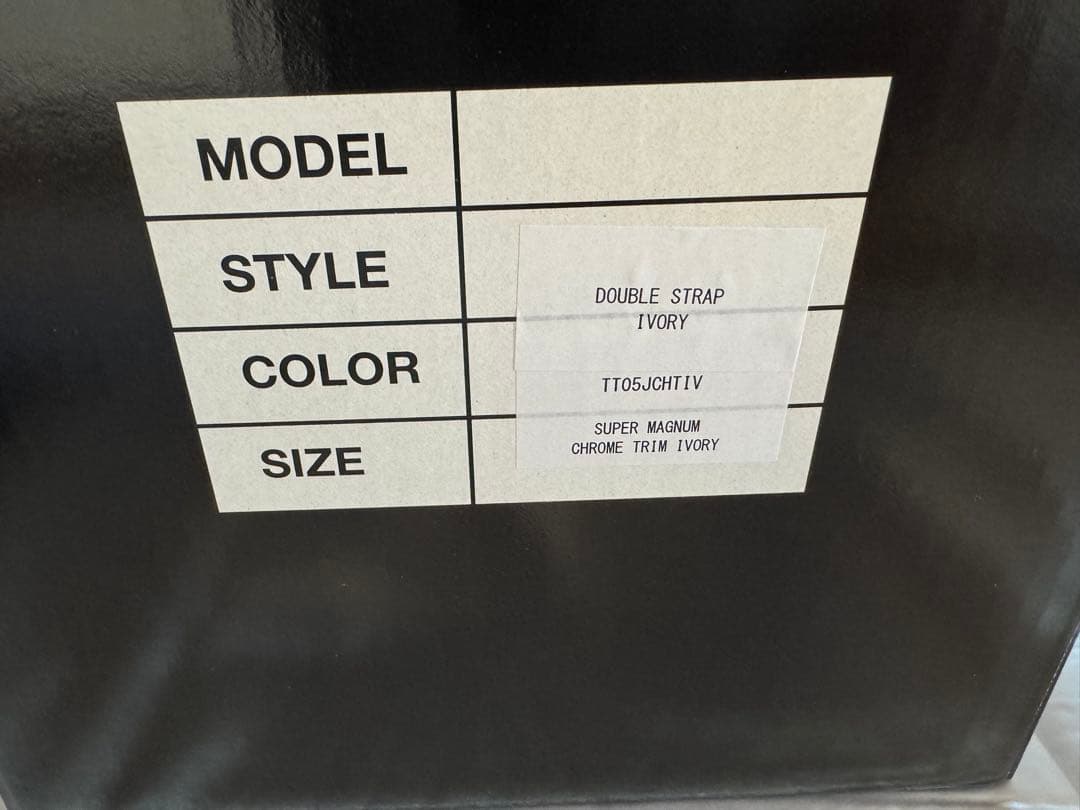 MODEL
STYLE
DOUBLE STRAP
IVORY
COLOR
TT05JCHTIV
SIZE
SUPER MAGNUM
CHROME TRIM IVORY